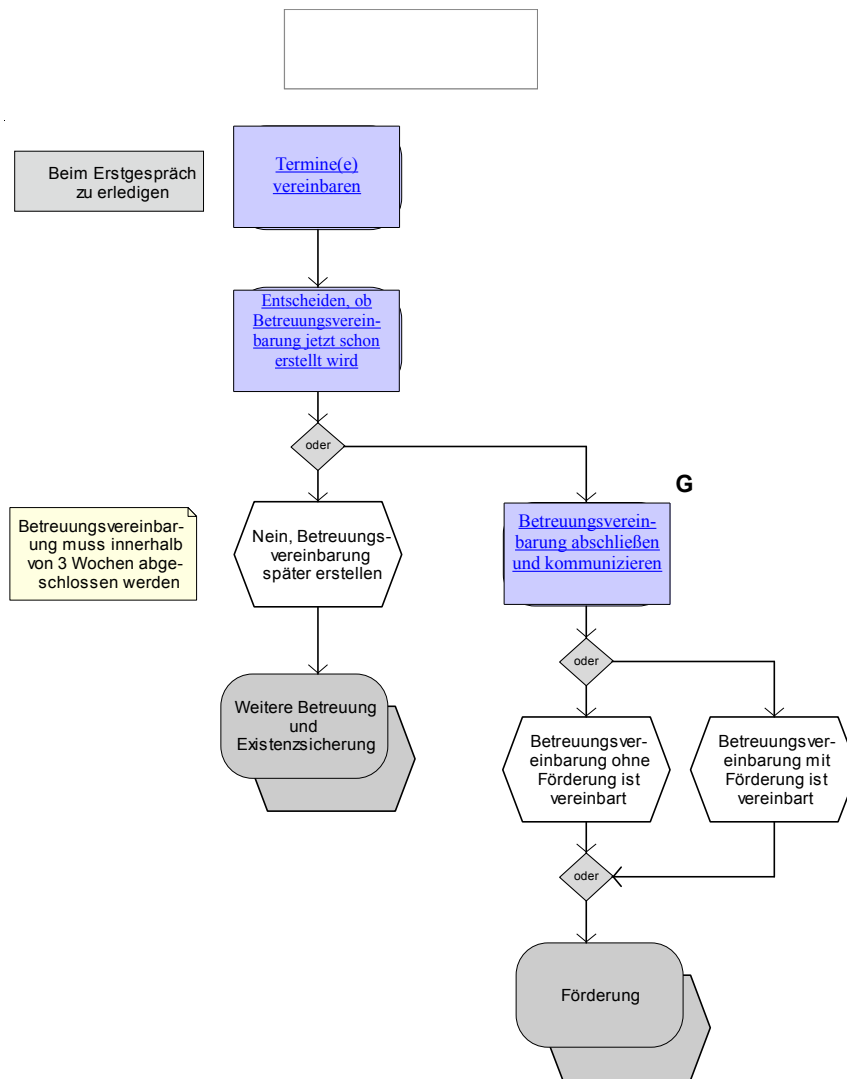 Beim Erstgespräch
zu erledigen
Termine(e)
vereinbaren
Entscheiden, ob
Betreuungsverein-
barung jetzt schon
erstellt wird
oder
G
Betreuungsvereinbar-
ung muss innerhalb
von 3 Wochen abge-
schlossen werden
Nein, Betreuungs-
vereinbarung
später erstellen
Betreuungsverein-
barung abschließen
und kommunizieren
oder
Weitere Betreuung
und
Existenzsicherung
Betreuungsver-
einbarung ohne
Förderung ist
vereinbart
Betreuungsver-
einbarung mit
Förderung ist
vereinbart
oder
Förderung